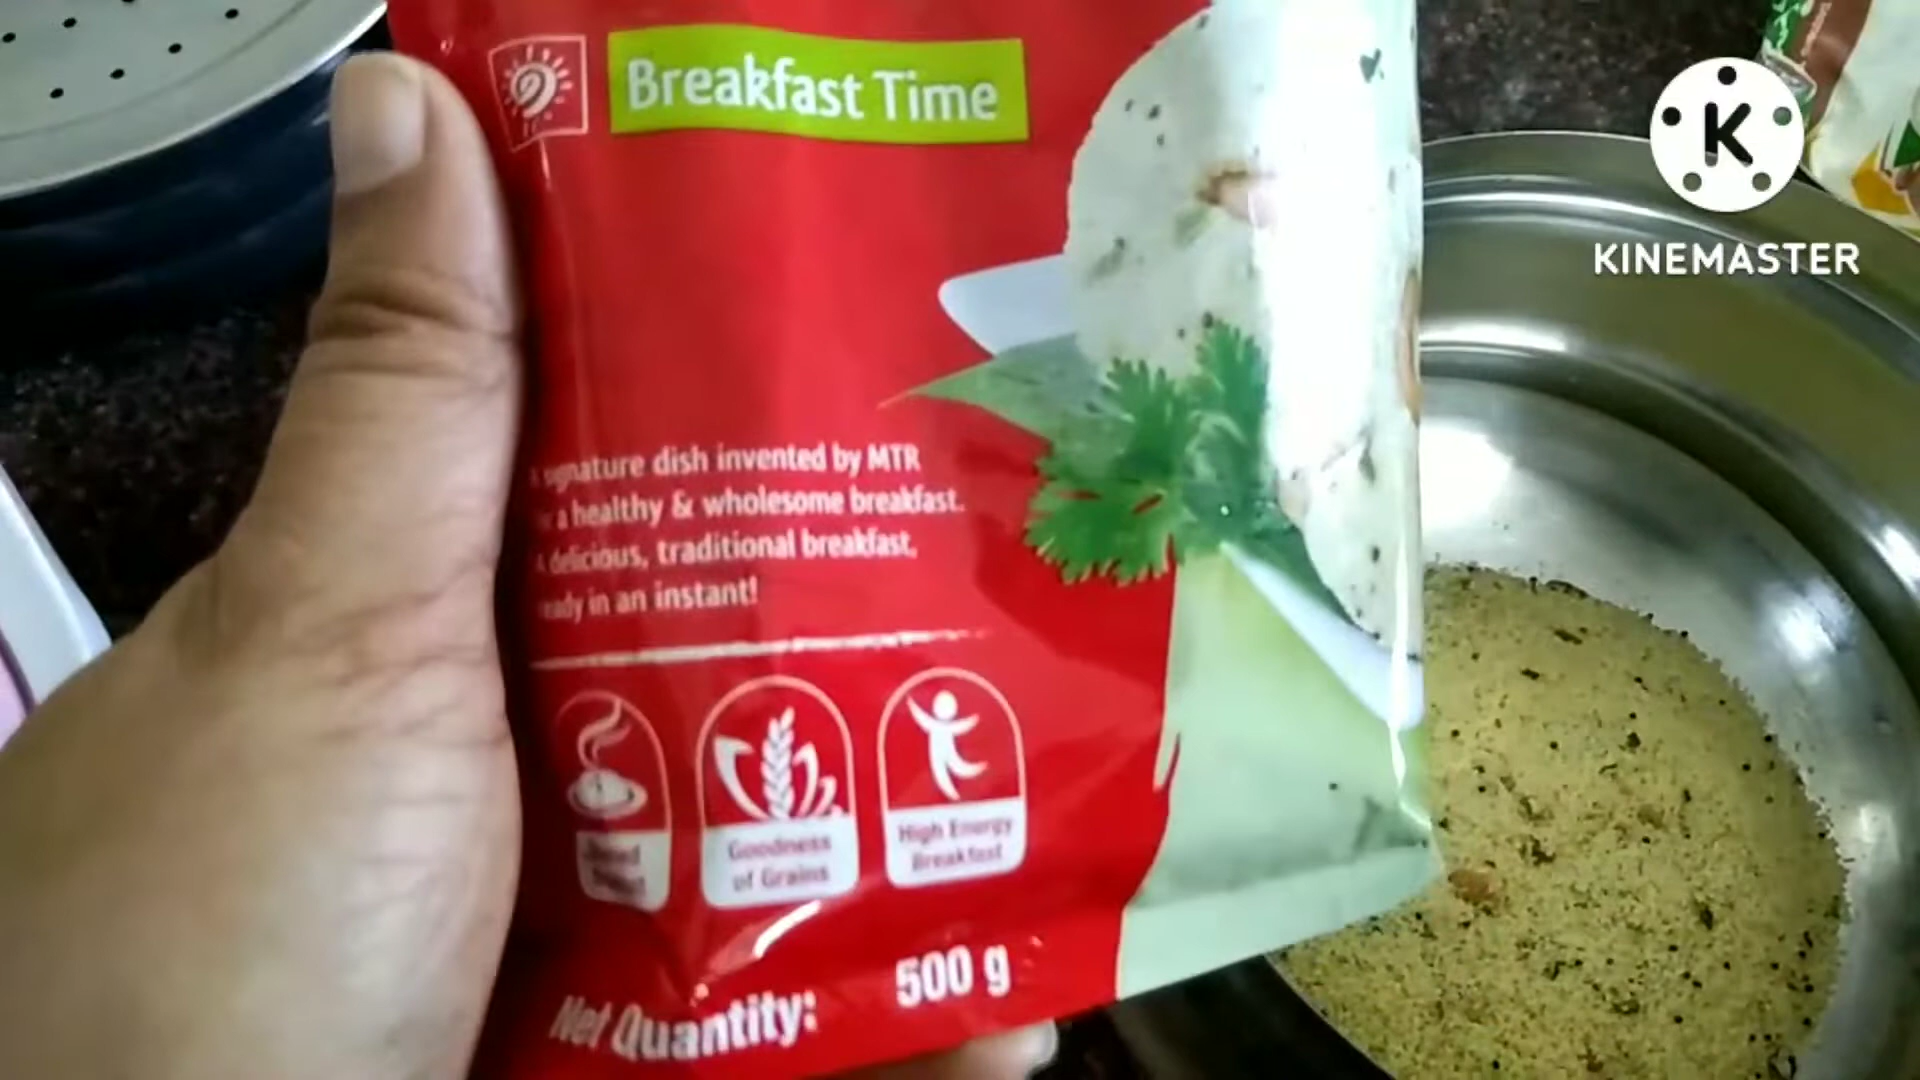 Breakfast Time
K
KINEMASTER
signature dish invented by MTR
a healthy & wholesome breakfast.
A delicious, traditional breakfast,
ready in an instant!
Goodness
of Grains
High Energy
Breakfast
Net Quantity: 500 g